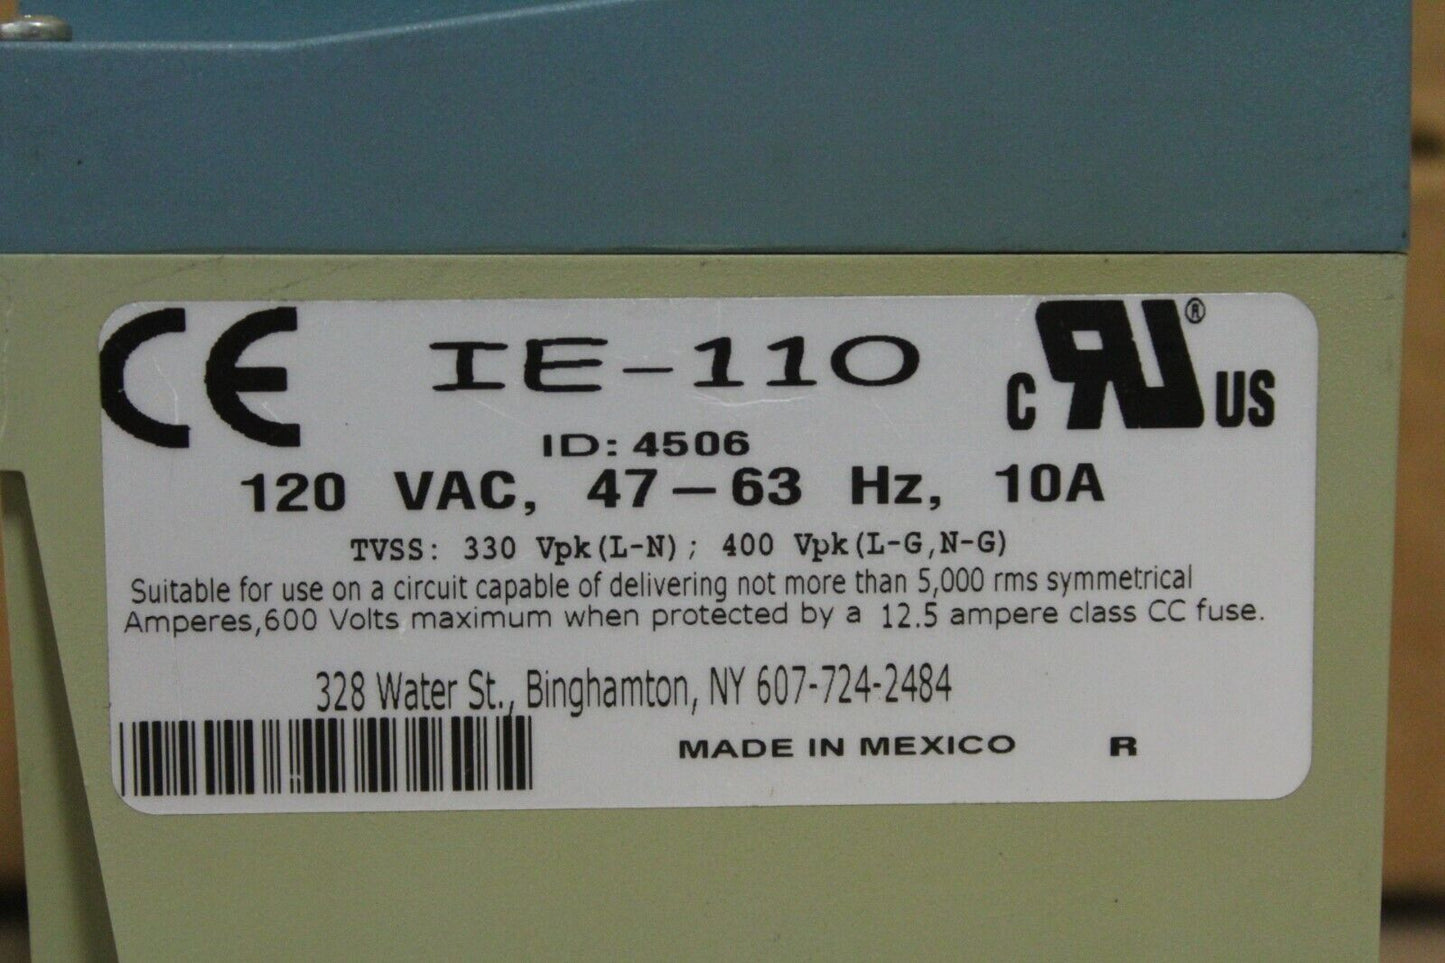 CE IE-110 c RU® US
ID: 4506
120 VAC, 47-63 Hz, 10A
TVSS: 330 Vpk(L-N); 400 Vpk(L-G,N-G)
Suitable for use on a circuit capable of delivering not more than 5,000 rms symmetrical
Amperes,600 Volts maximum when protected by a 12.5 ampere class CC fuse.
328 Water St., Binghamton, NY 607-724-2484
MADE IN MEXICO R